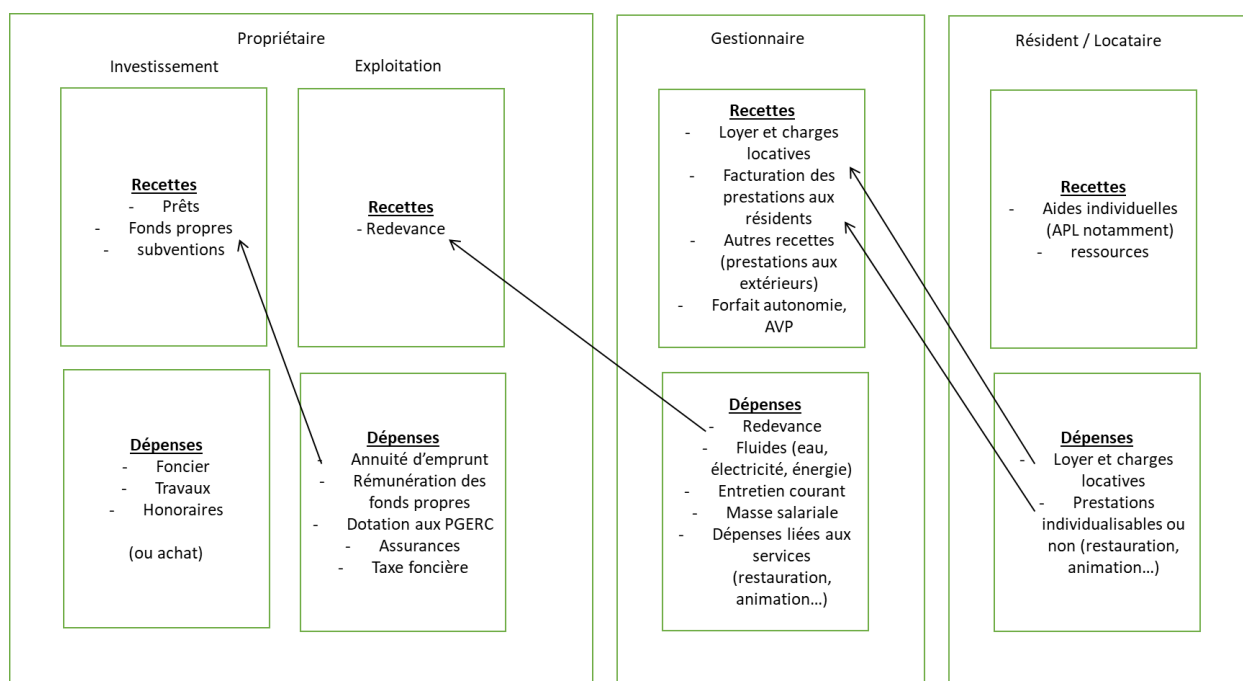 Propriétaire
Investissement
Exploitation
Recettes
- Prêts
- Fonds propres
- subventions
Recettes
- Redevance
Dépenses
- Foncier
- Travaux
- Honoraires
(ou achat)
Dépenses
- Annuité d’emprunt
- Rémunération des
fonds propres
- Dotation aux PGERC
- Assurances
- Taxe foncière
Gestionnaire
Recettes
- Loyer et charges
locatives
- Facturation des
prestations aux
résidents
- Autres recettes
(prestations aux
extérieurs)
- Forfait autonomie,
AVP
Dépenses
- Redevance
- Fluides (eau,
électricité, énergie)
- Entretien courant
- Masse salariale
- Dépenses liées aux
services
(restauration,
animation…)
Résident / Locataire
Recettes
- Aides individuelles
(APL notamment)
- ressources
Dépenses
- Loyer et charges
locatives
- Prestations
individualisables ou
non (restauration,
animation…)